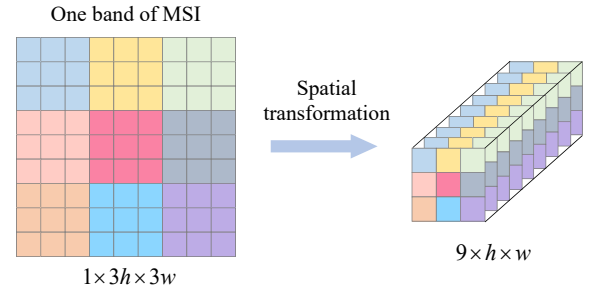 One band of MSI
Spatial
transformation
1×3h×3w
9×h×w